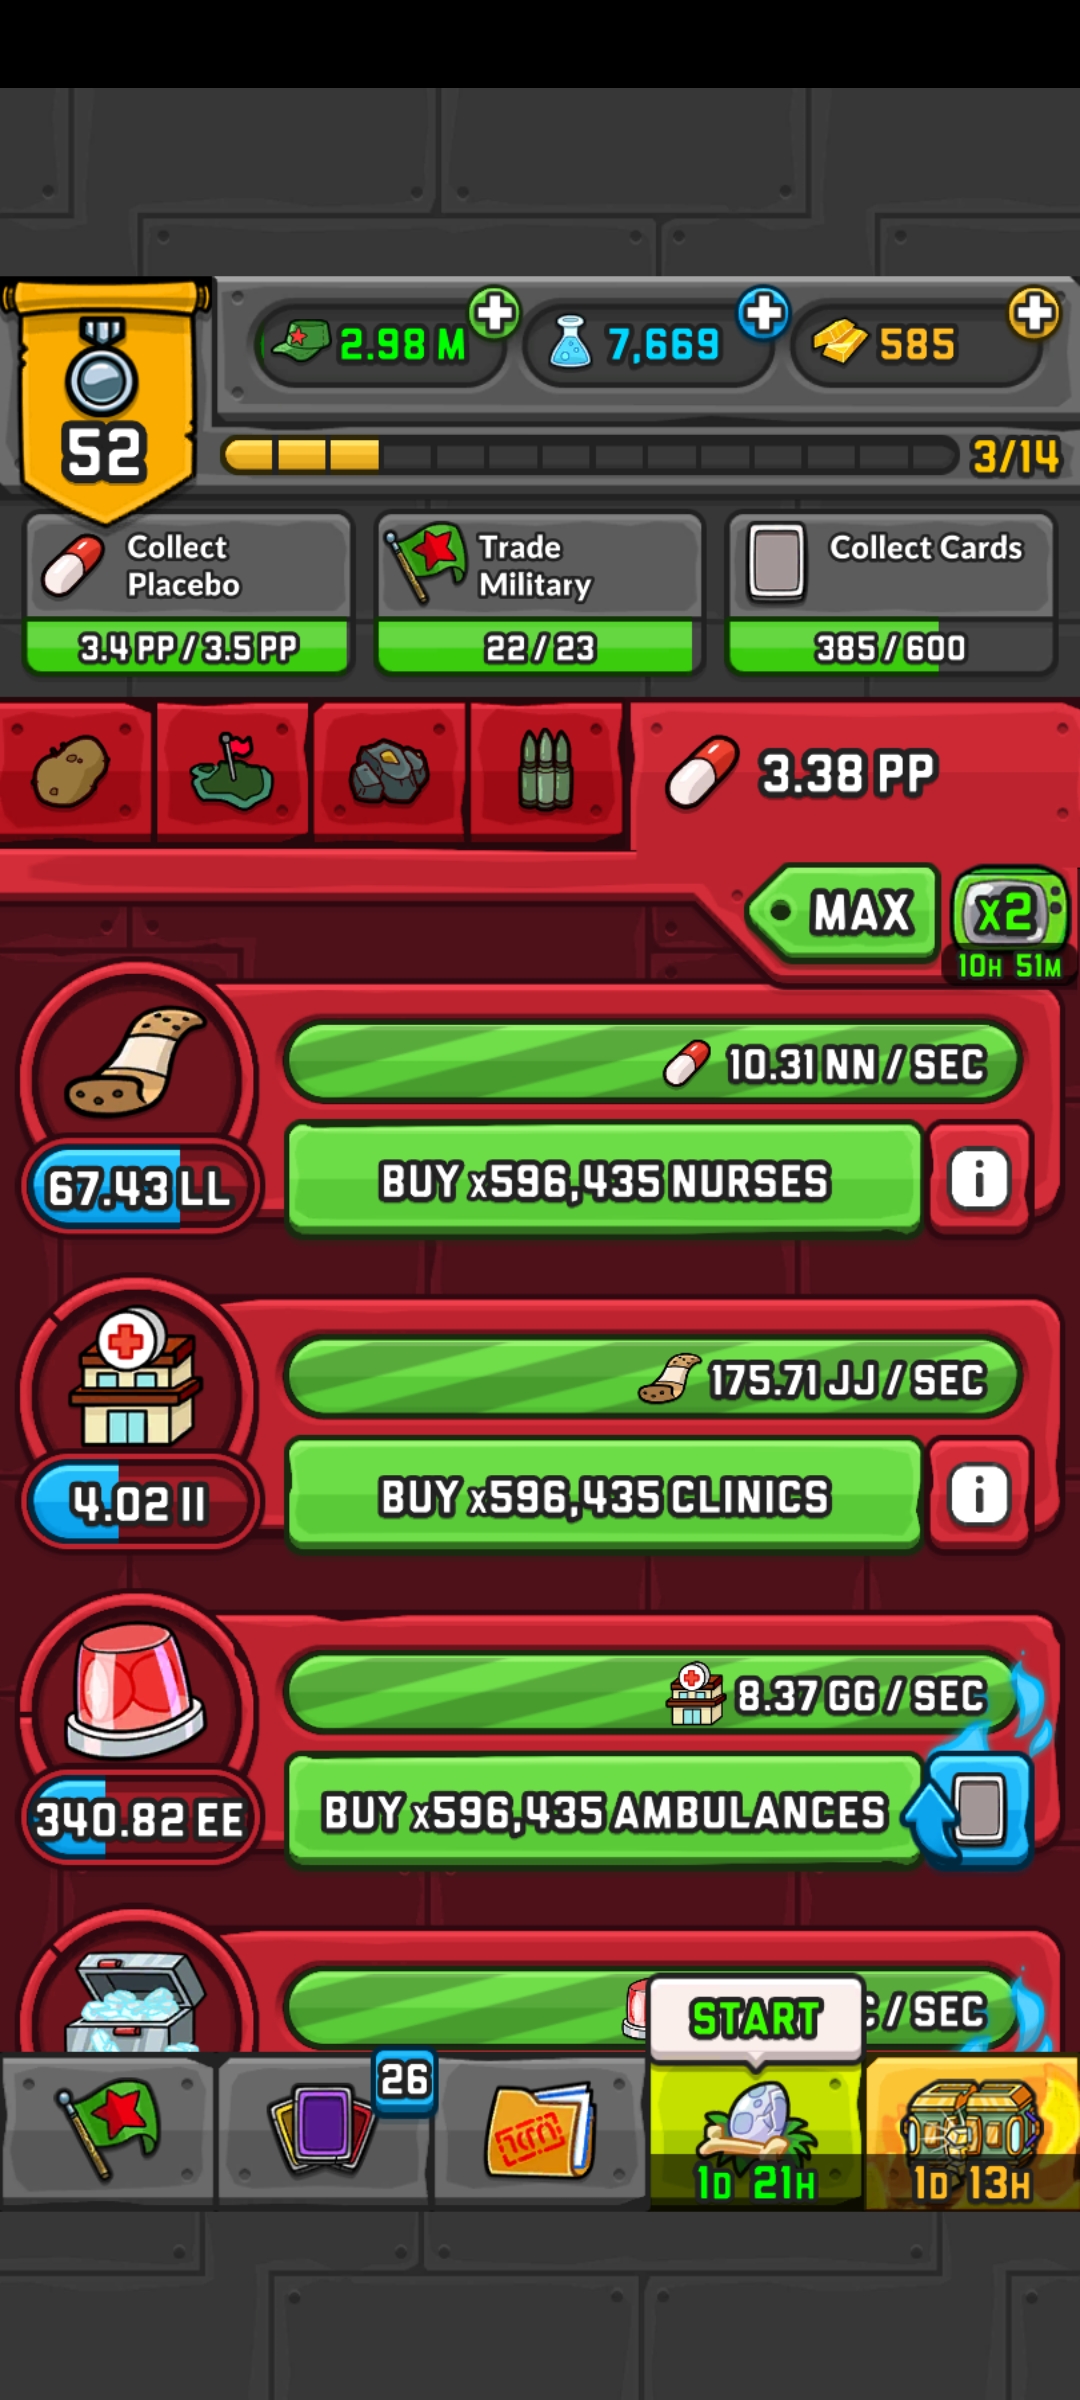 2.98 M
7,669
585
52
3/14
Collect
Placebo
Trade
Military
Collect Cards
3.4 PP / 3.5 PP
22 / 23
385 / 600
3.38 PP
MAX
x2
10H 51M
10.31 NN / SEC
67.43 LL
BUY x596,435 NURSES
i
175.71 JJ / SEC
4.02 II
BUY x596,435 CLINICS
i
8.37 GG / SEC
340.82 EE
BUY x596,435 AMBULANCES
/ SEC
START
26
1D 21H
1D 13H